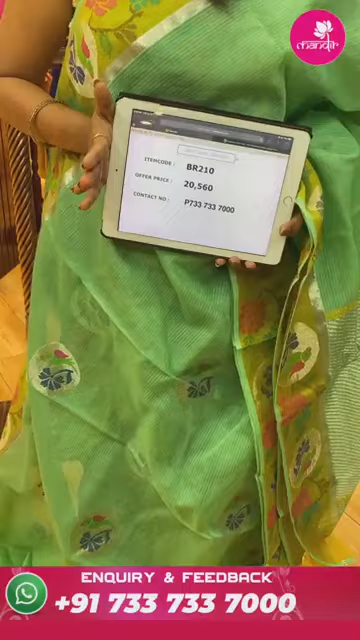 mandir
ITEMCODE : BR210
OFFER PRICE : 20,560
CONTACT NO : P733 733 7000
ENQUIRY & FEEDBACK
+91 733 733 7000